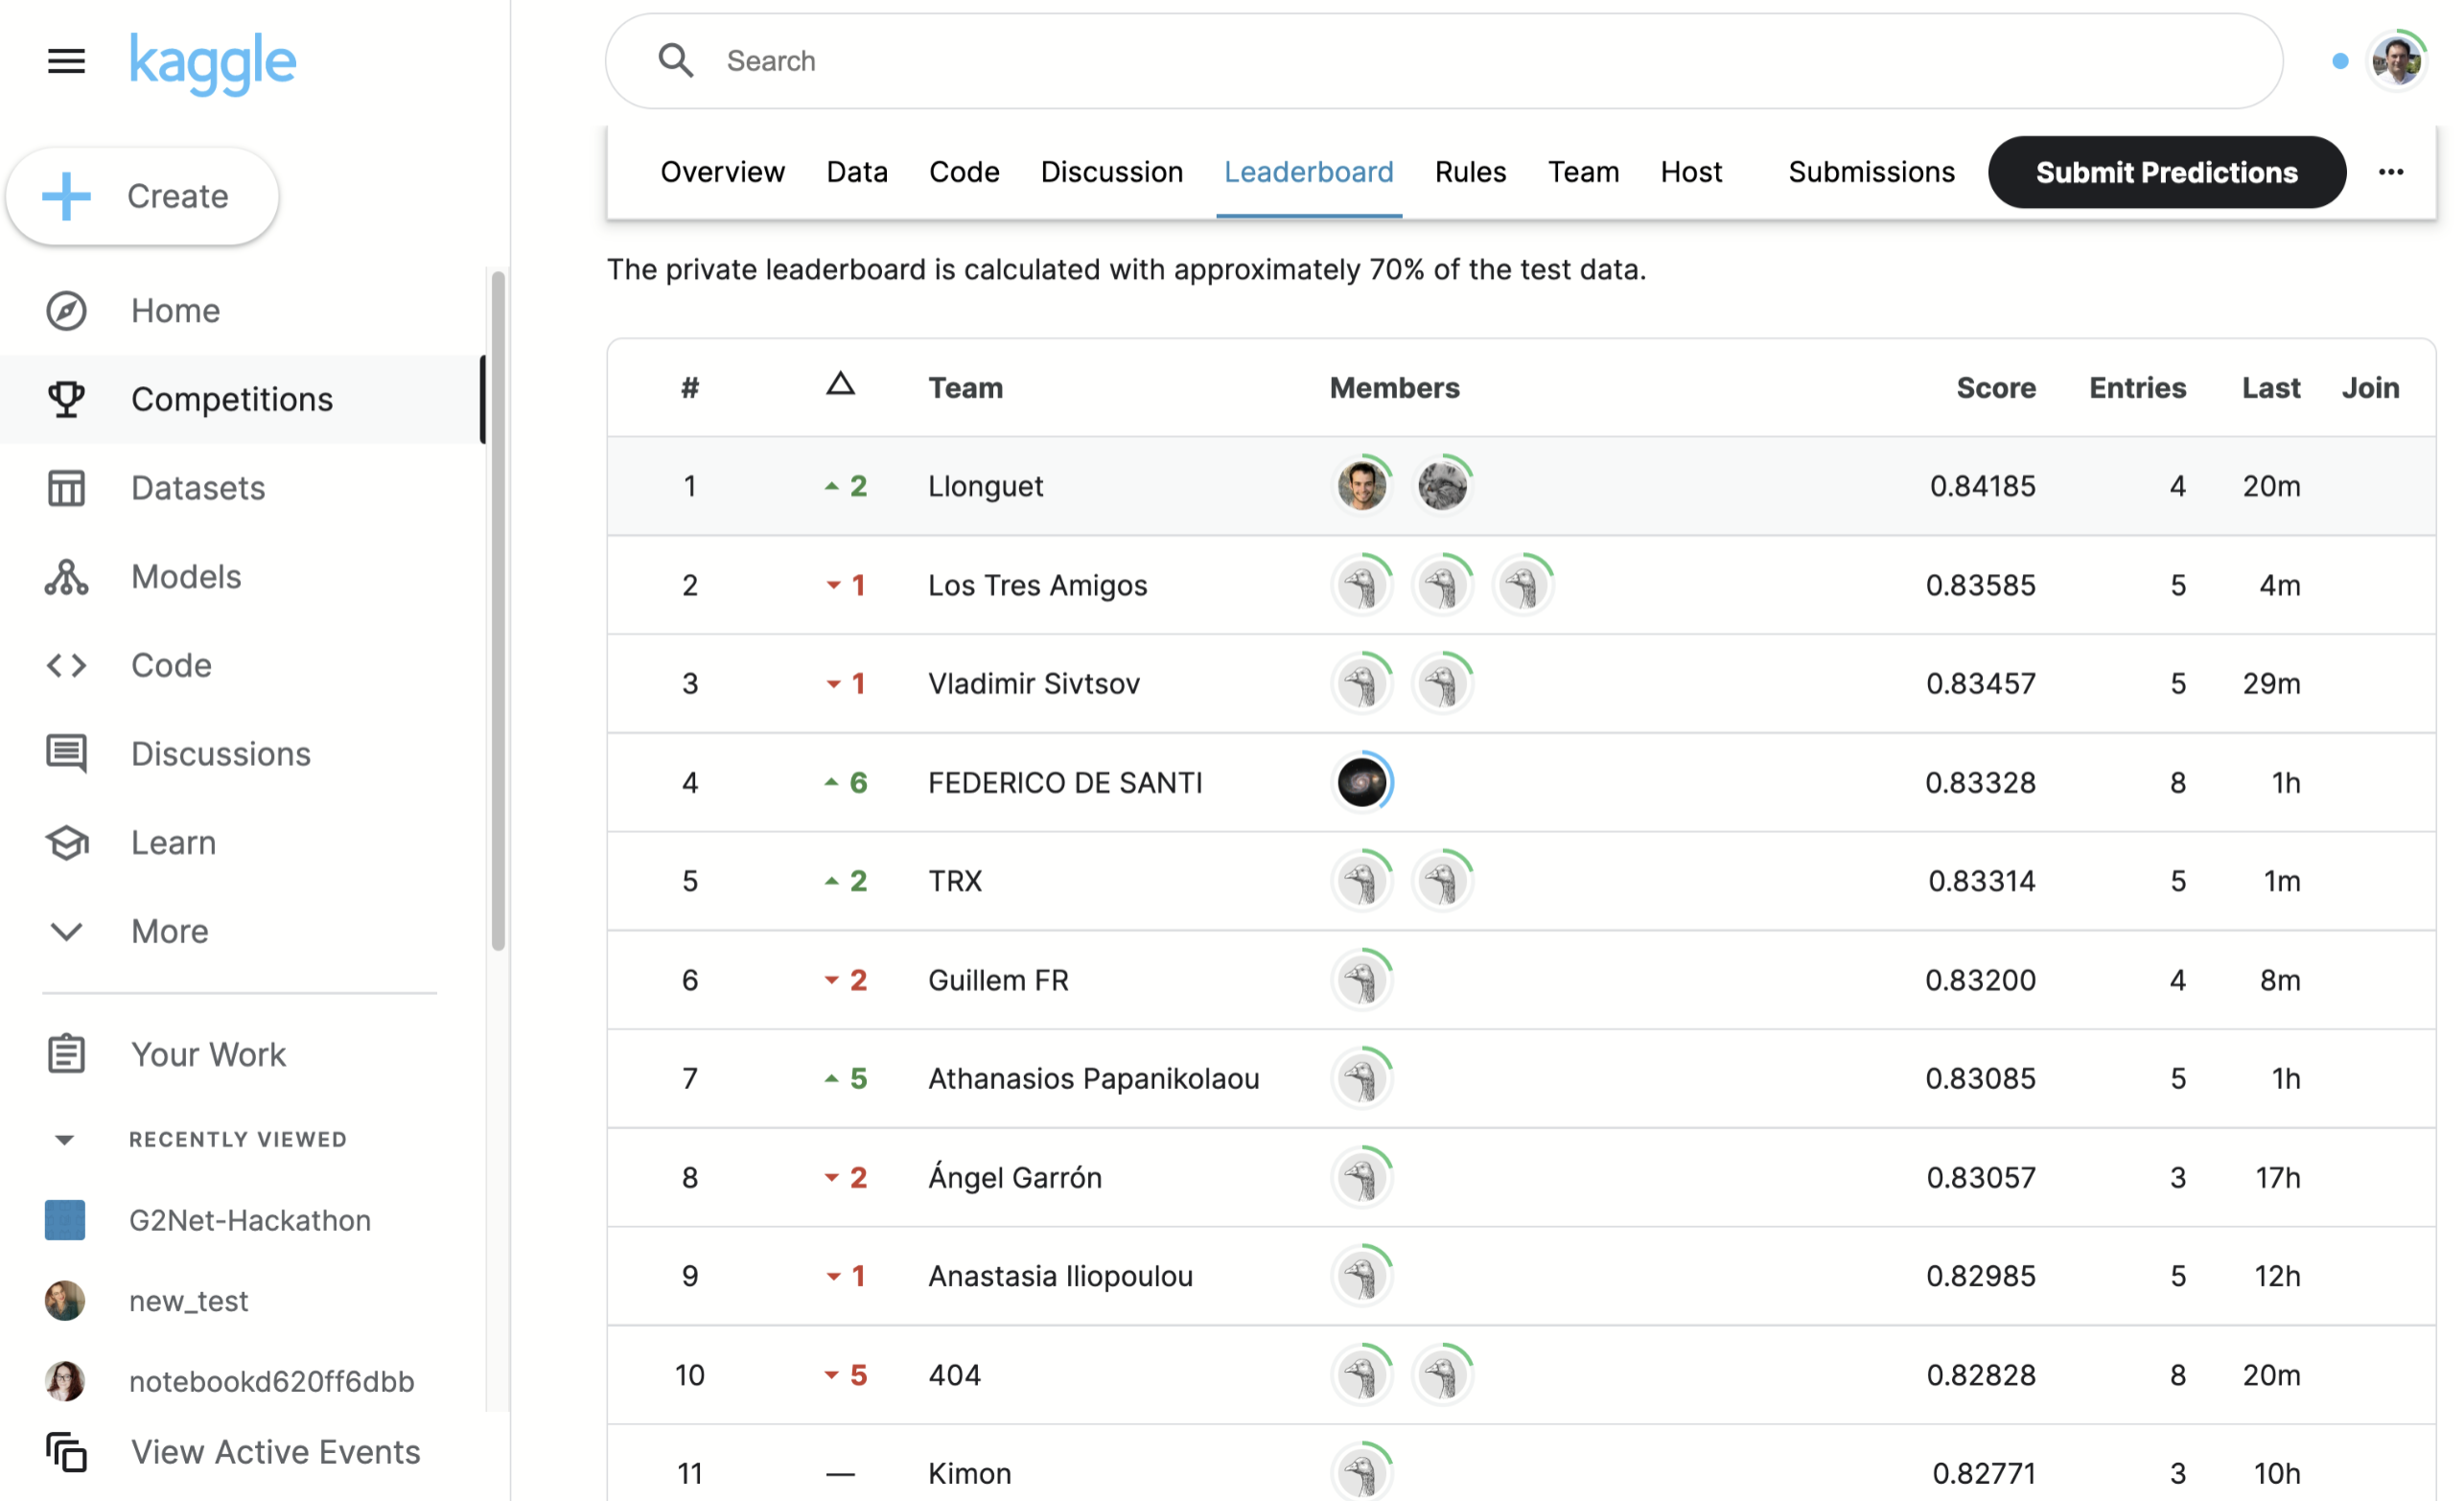 kaggle
Search
Create
Home
Competitions
Datasets
Models
Code
Discussions
Learn
More
Your Work
RECENTLY VIEWED
G2Net-Hackathon
new_test
notebookd620ff6dbb
View Active Events
Overview Data Code Discussion Leaderboard Rules Team Host Submissions Submit Predictions
The private leaderboard is calculated with approximately 70% of the test data.
# Team Members Score Entries Last Join
1 2 Llonguet 0.84185 4 20m
2 1 Los Tres Amigos 0.83585 5 4m
3 1 Vladimir Sivtsov 0.83457 5 29m
4 6 FEDERICO DE SANTI 0.83328 8 1h
5 2 TRX 0.83314 5 1m
6 2 Guillem FR 0.83200 4 8m
7 5 Athanasios Papanikolaou 0.83085 5 1h
8 2 Ángel Garrón 0.83057 3 17h
9 1 Anastasia Iliopoulou 0.82985 5 12h
10 5 404 0.82828 8 20m
11 — Kimon 0.82771 3 10h